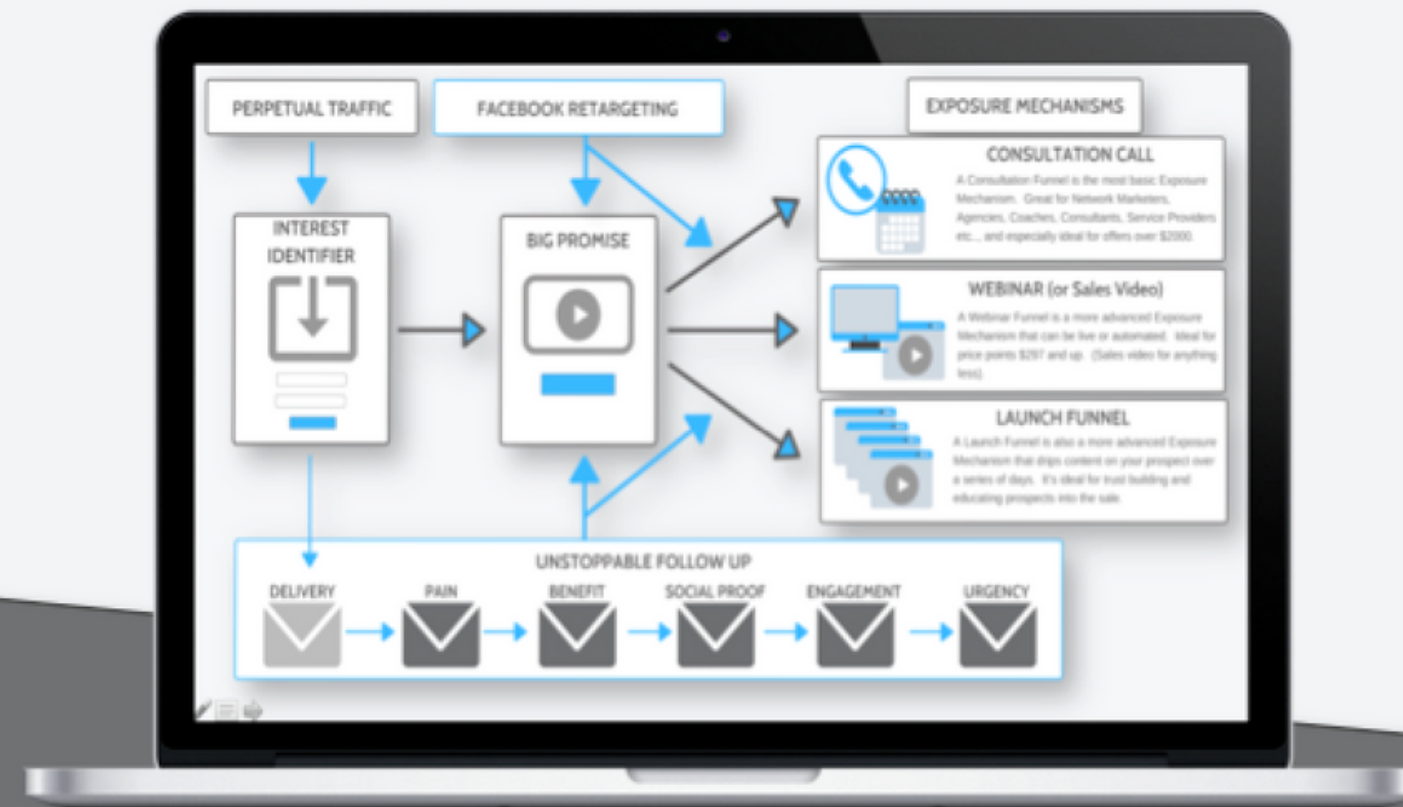 PERPETUAL TRAFFIC
FACEBOOK RETARGETING
EXPOSURE MECHANISMS
INTEREST
IDENTIFIER
BIG PROMISE
CONSULTATION CALL
A Consultation Funnel is the most basic Exposure
Mechanism. Great for Network Marketers,
Agencies, Coaches, Consultants, Service Providers
etc... and especially ideal for offers over $2000.
WEBINAR (or Sales Video)
A Webinar Funnel is a more advanced Exposure
Mechanism that can be live or automated. Ideal for
price points $297 and up. (Sales video for anything
less).
LAUNCH FUNNEL
A Launch Funnel is also a more advanced Exposure
Mechanism that drips content on your prospect over
a series of days. It's ideal for trust building and
educating prospects into the sale.
UNSTOPPABLE FOLLOW UP
DELIVERY
PAIN
BENEFIT
SOCIAL PROOF
ENGAGEMENT
URGENCY